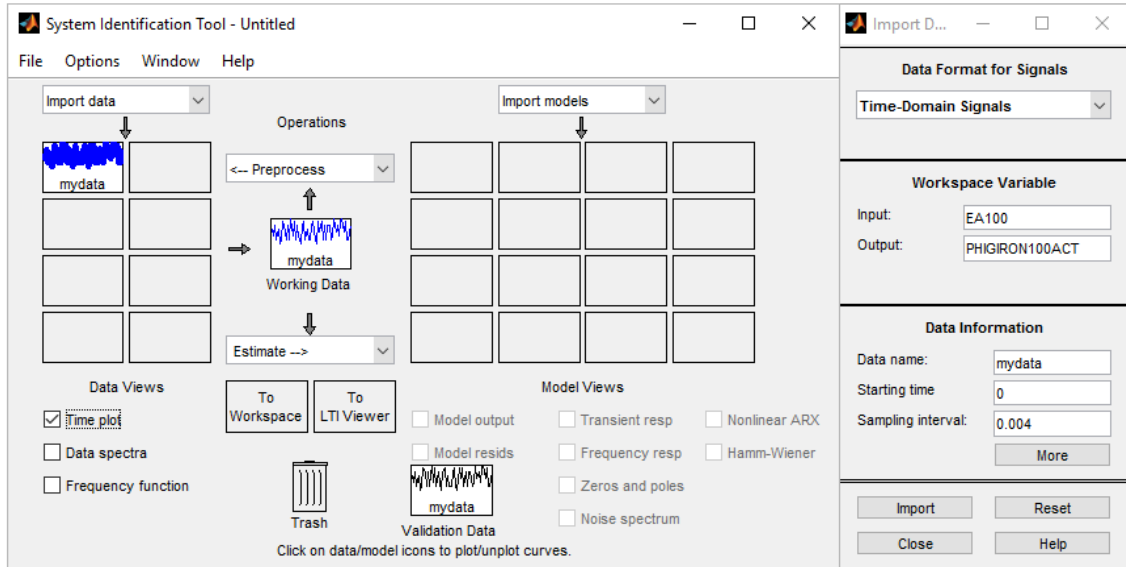 System Identification Tool - Untitled
File Options Window Help
Import data
Import models
Operations
mydata
<-- Preprocess
mydata
Working Data
Estimate -->
Data Views
To Workspace
To LTI Viewer
Model Views
Time plot
Data spectra
Frequency function
Model output
Transient resp
Nonlinear ARX
Model resids
Frequency resp
Hamm-Wiener
Zeros and poles
Noise spectrum
Trash
mydata
Validation Data
Click on data/model icons to plot/unplot curves.
Import D...
Data Format for Signals
Time-Domain Signals
Workspace Variable
Input: EA100
Output: PHIGIRON100ACT
Data Information
Data name: mydata
Starting time 0
Sampling interval: 0.004
More
Import Reset
Close Help